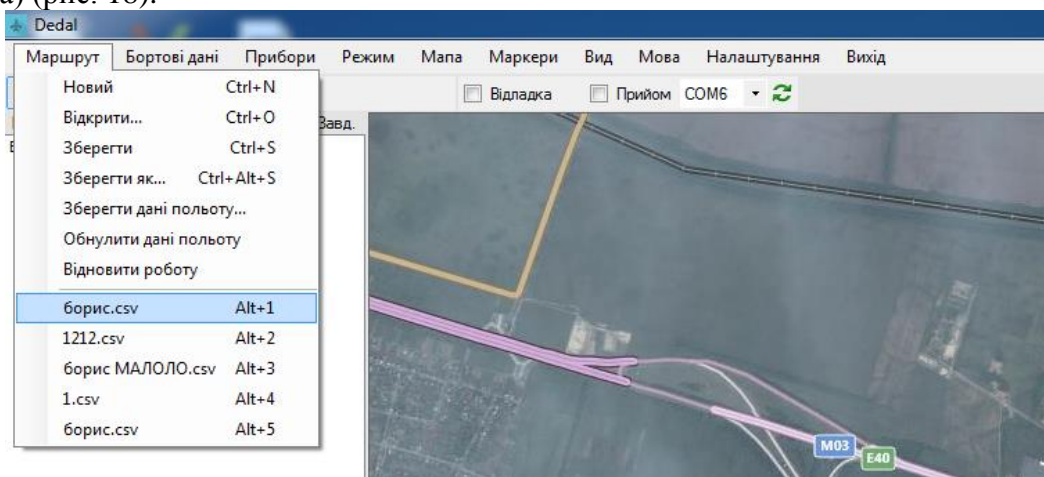 а) (рис. 18).
Dedal
Маршрут Бортові дані Прибори Режим Мапа Маркери Вид Мова Налаштування Вихід
Новий Ctrl+N
Відладка Прийом COM6
Відкрити... Ctrl+O
Завд.
Зберегти Ctrl+S
Зберегти як... Ctrl+Alt+S
Зберегти дані польоту...
Обнулити дані польоту
Відновити роботу
борис.csv Alt+1
1212.csv Alt+2
борис МАЛОЛО.csv Alt+3
1.csv Alt+4
борис.csv Alt+5
M03
E40